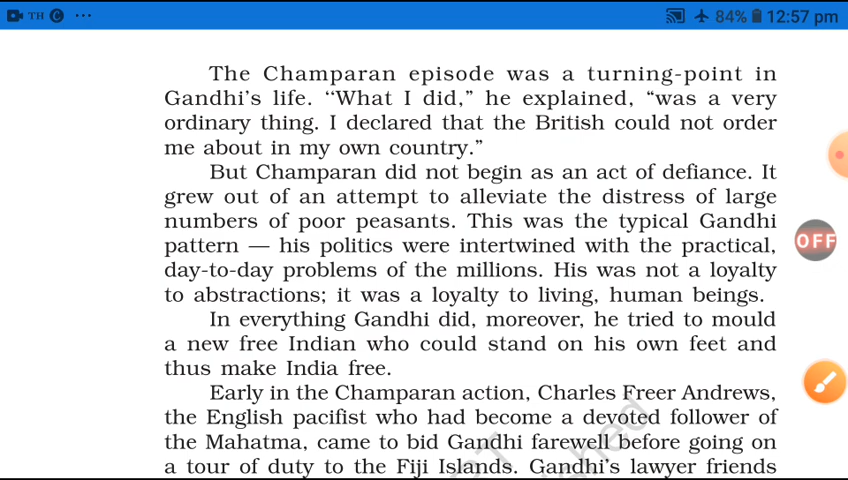 TH C ... 84% 12:57 pm
The Champaran episode was a turning-point in
Gandhi's life. ‘‘What I did,” he explained, “was a very
ordinary thing. I declared that the British could not order
me about in my own country.”
But Champaran did not begin as an act of defiance. It
grew out of an attempt to alleviate the distress of large
numbers of poor peasants. This was the typical Gandhi
pattern — his politics were intertwined with the practical,
OFF
day-to-day problems of the millions. His was not a loyalty
to abstractions; it was a loyalty to living, human beings.
In everything Gandhi did, moreover, he tried to mould
a new free Indian who could stand on his own feet and
thus make India free.
Early in the Champaran action, Charles Freer Andrews,
the English pacifist who had become a devoted follower of
the Mahatma, came to bid Gandhi farewell before going on
a tour of duty to the Fiji Islands. Gandhi's lawyer friends